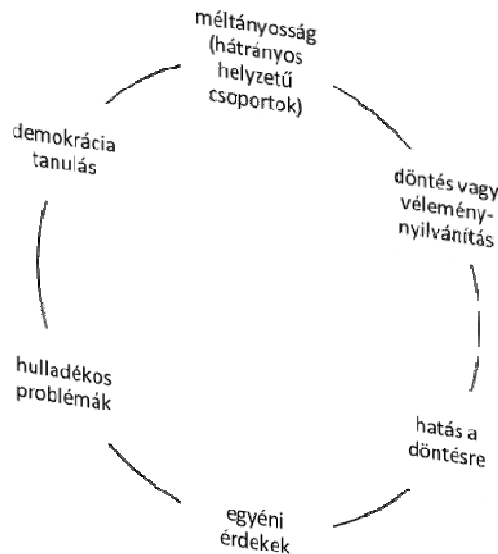 méltányosság
(hátrányos
helyzetű
csoportok)
döntés vagy
vélemény-
nyilvánítás
hatás a
döntésre
egyéni
érdekek
hulladékos
problémák
demokrácia
tanulás